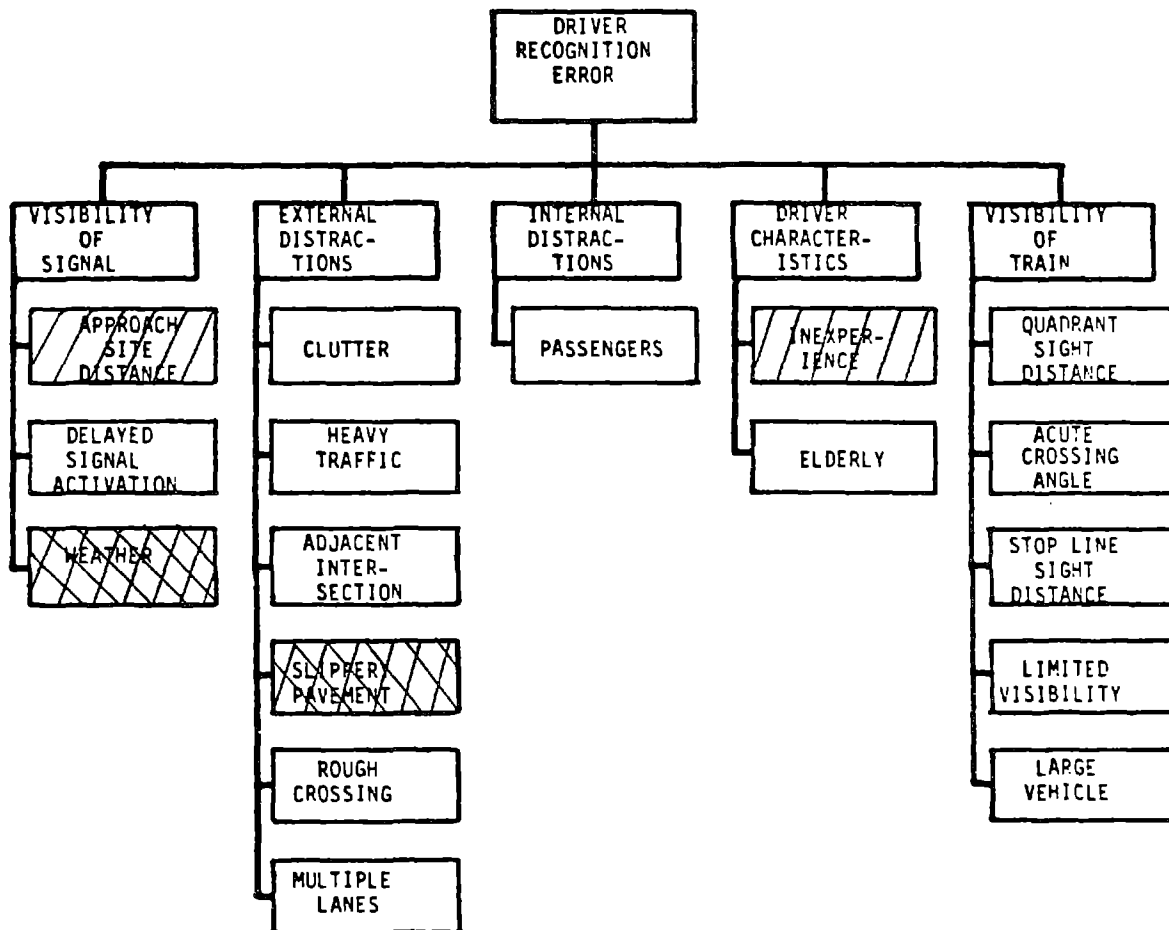 DRIVER
RECOGNITION
ERROR
VISIBILITY
OF
SIGNAL
APPROACH
SITE
DISTANCE
DELAYED
SIGNAL
ACTIVATION
WEATHER
EXTERNAL
DISTRAC-
TIONS
CLUTTER
HEAVY
TRAFFIC
ADJACENT
INTER-
SECTION
SLIPPERY
PAVEMENT
ROUGH
CROSSING
MULTIPLE
LANES
INTERNAL
DISTRAC-
TIONS
PASSENGERS
DRIVER
CHARACTER-
ISTICS
INEXPER-
IENCE
ELDERLY
VISIBILITY
OF
TRAIN
QUADRANT
SIGHT
DISTANCE
ACUTE
CROSSING
ANGLE
STOP LINE
SIGHT
DISTANCE
LIMITED
VISIBILITY
LARGE
VEHICLE